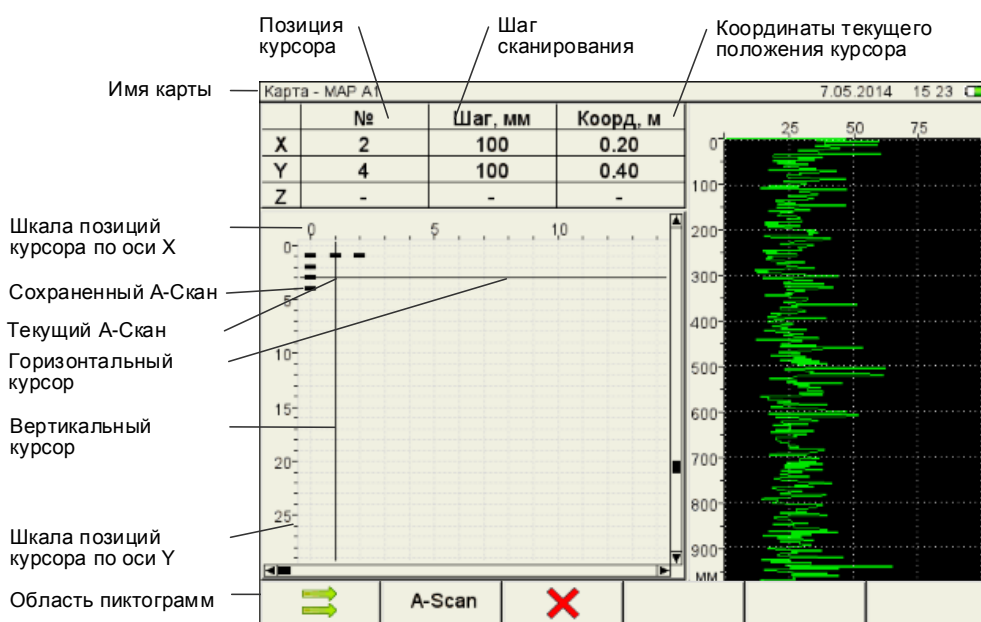 Позиция
курсора
Шаг
сканирования
Координаты текущего
положения курсора
Имя карты
Карта - MAP A1
7.05.2014 15 23
№ Шаг, мм Коорд, м
X 2 100 0.20
Y 4 100 0.40
Z - - -
25 50 75
0
100
200
300
400
500
600
700
800
900
мм
Шкала позиций
курсора по оси X
0 5 10
0
5
10
15
20
25
Сохраненный А-Скан
Текущий А-Скан
Горизонтальный
курсор
Вертикальный
курсор
Шкала позиций
курсора по оси Y
Область пиктограмм
A-Scan